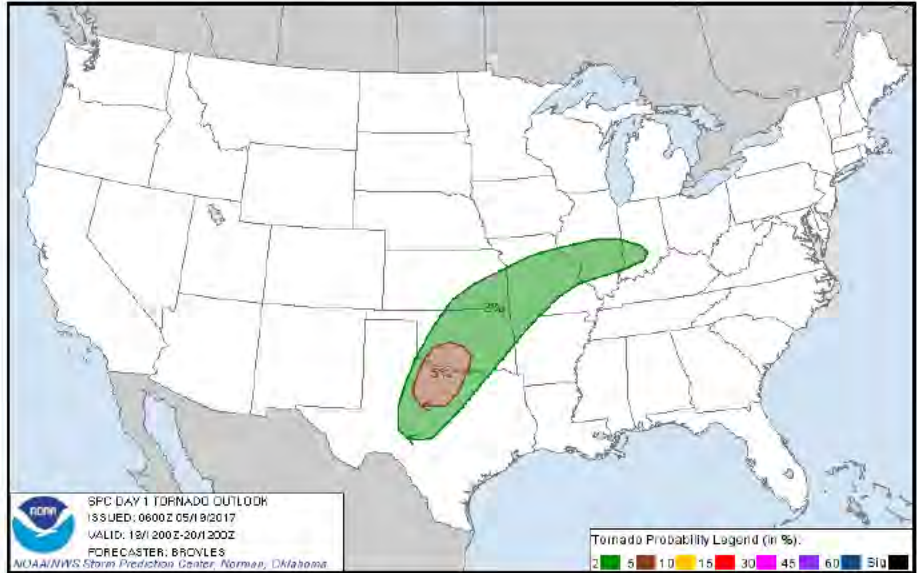 2%
5%
NOAA
SPC DAY 1 TORNADO OUTLOOK
ISSUED: 0600Z 05/19/2017
VALID: 19/1200Z-20/1200Z
FORECASTER: BROYLES
NOAA/NWS Storm Prediction Center, Norman, Oklahoma
Tornado Probability Legend (in %):
2 5 10 15 30 45 60 Sig